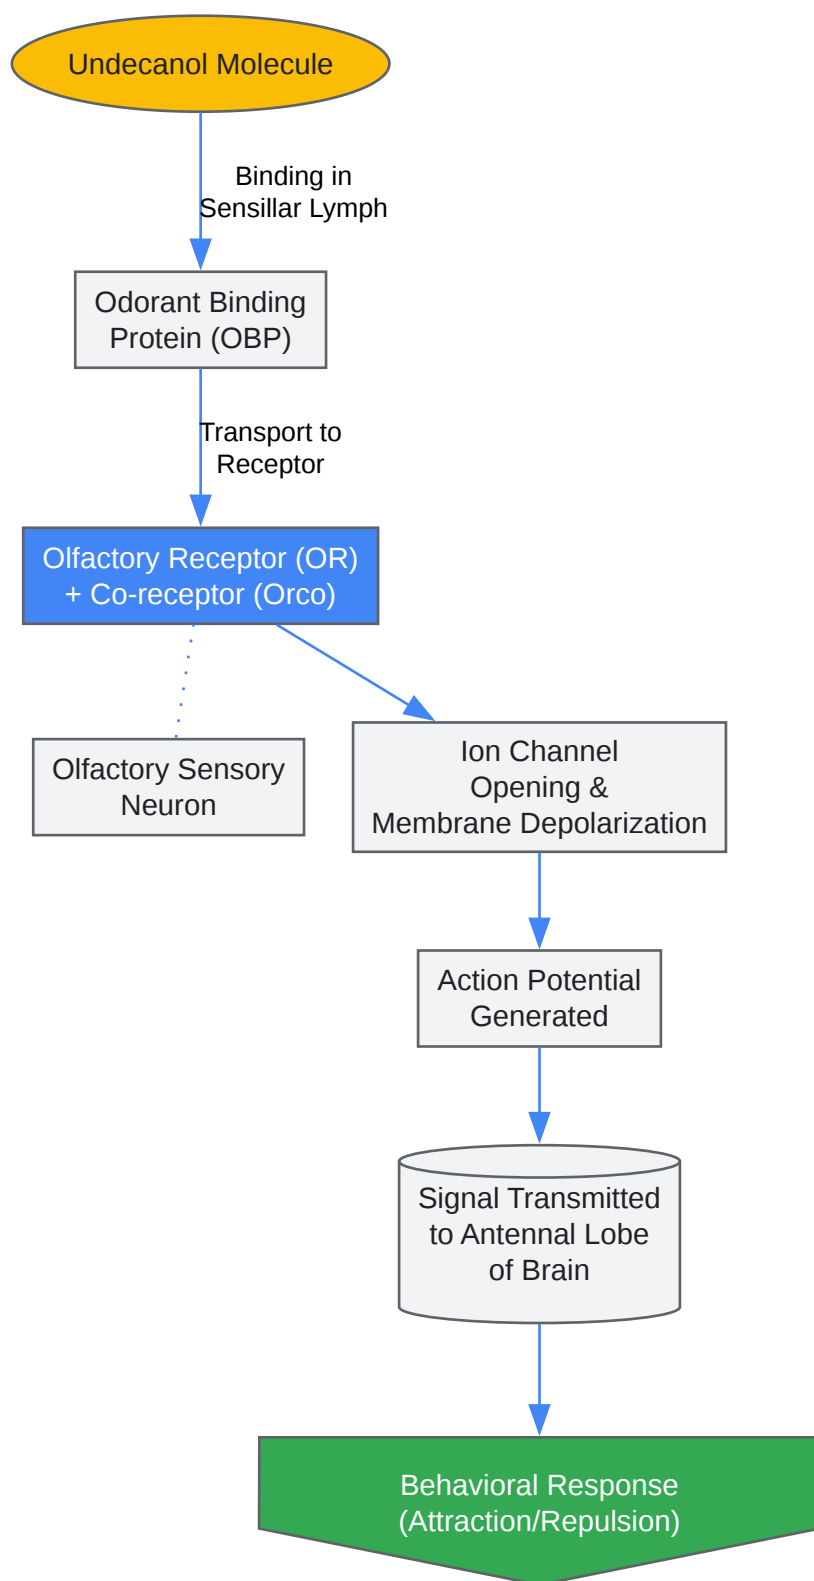 Undecanol Molecule
Binding in
Sensillar Lymph
Odorant Binding
Protein (OBP)
Transport to
Receptor
Olfactory Receptor (OR)
+ Co-receptor (Orco)
Olfactory Sensory
Neuron
Ion Channel
Opening &
Membrane Depolarization
Action Potential
Generated
Signal Transmitted
to Antennal Lobe
of Brain
Behavioral Response
(Attraction/Repulsion)